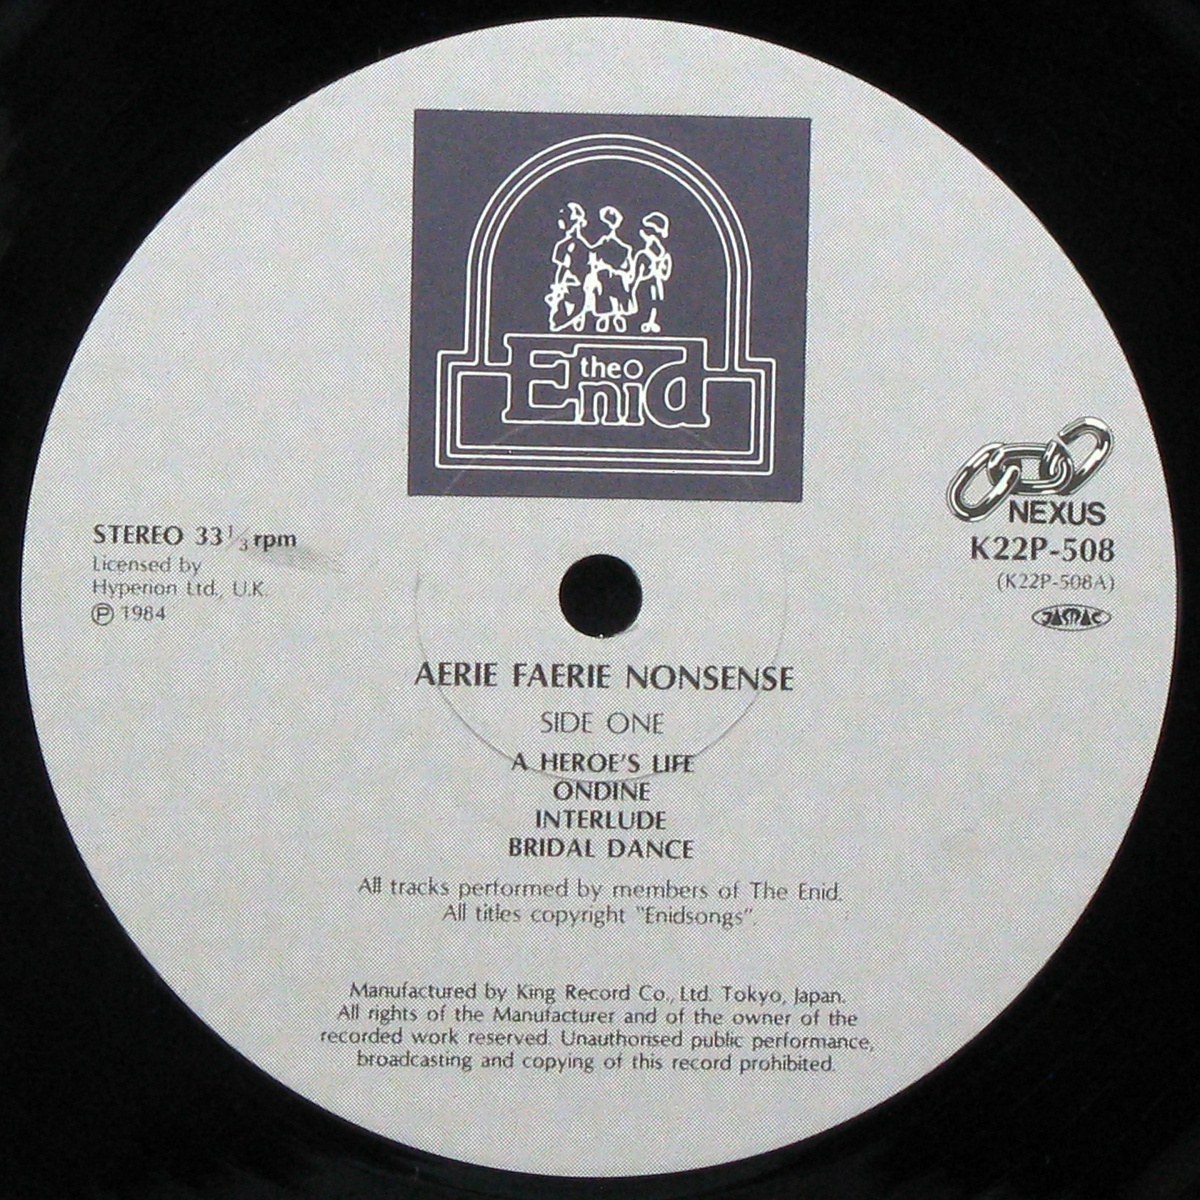 the
Enid
NEXUS
STEREO 33 1/3 rpm
Licensed by
Hyperion Ltd., U.K.
Ⓟ 1984
K22P-508
(K22P-508A)
JASRAC
AERIE FAERIE NONSENSE
SIDE ONE
A HEROE'S LIFE
ONDINE
INTERLUDE
BRIDAL DANCE
All tracks performed by members of The Enid.
All titles copyright "Enidsongs".
Manufactured by King Record Co., Ltd. Tokyo, Japan.
All rights of the Manufacturer and of the owner of the
recorded work reserved. Unauthorised public performance,
broadcasting and copying of this record prohibited.